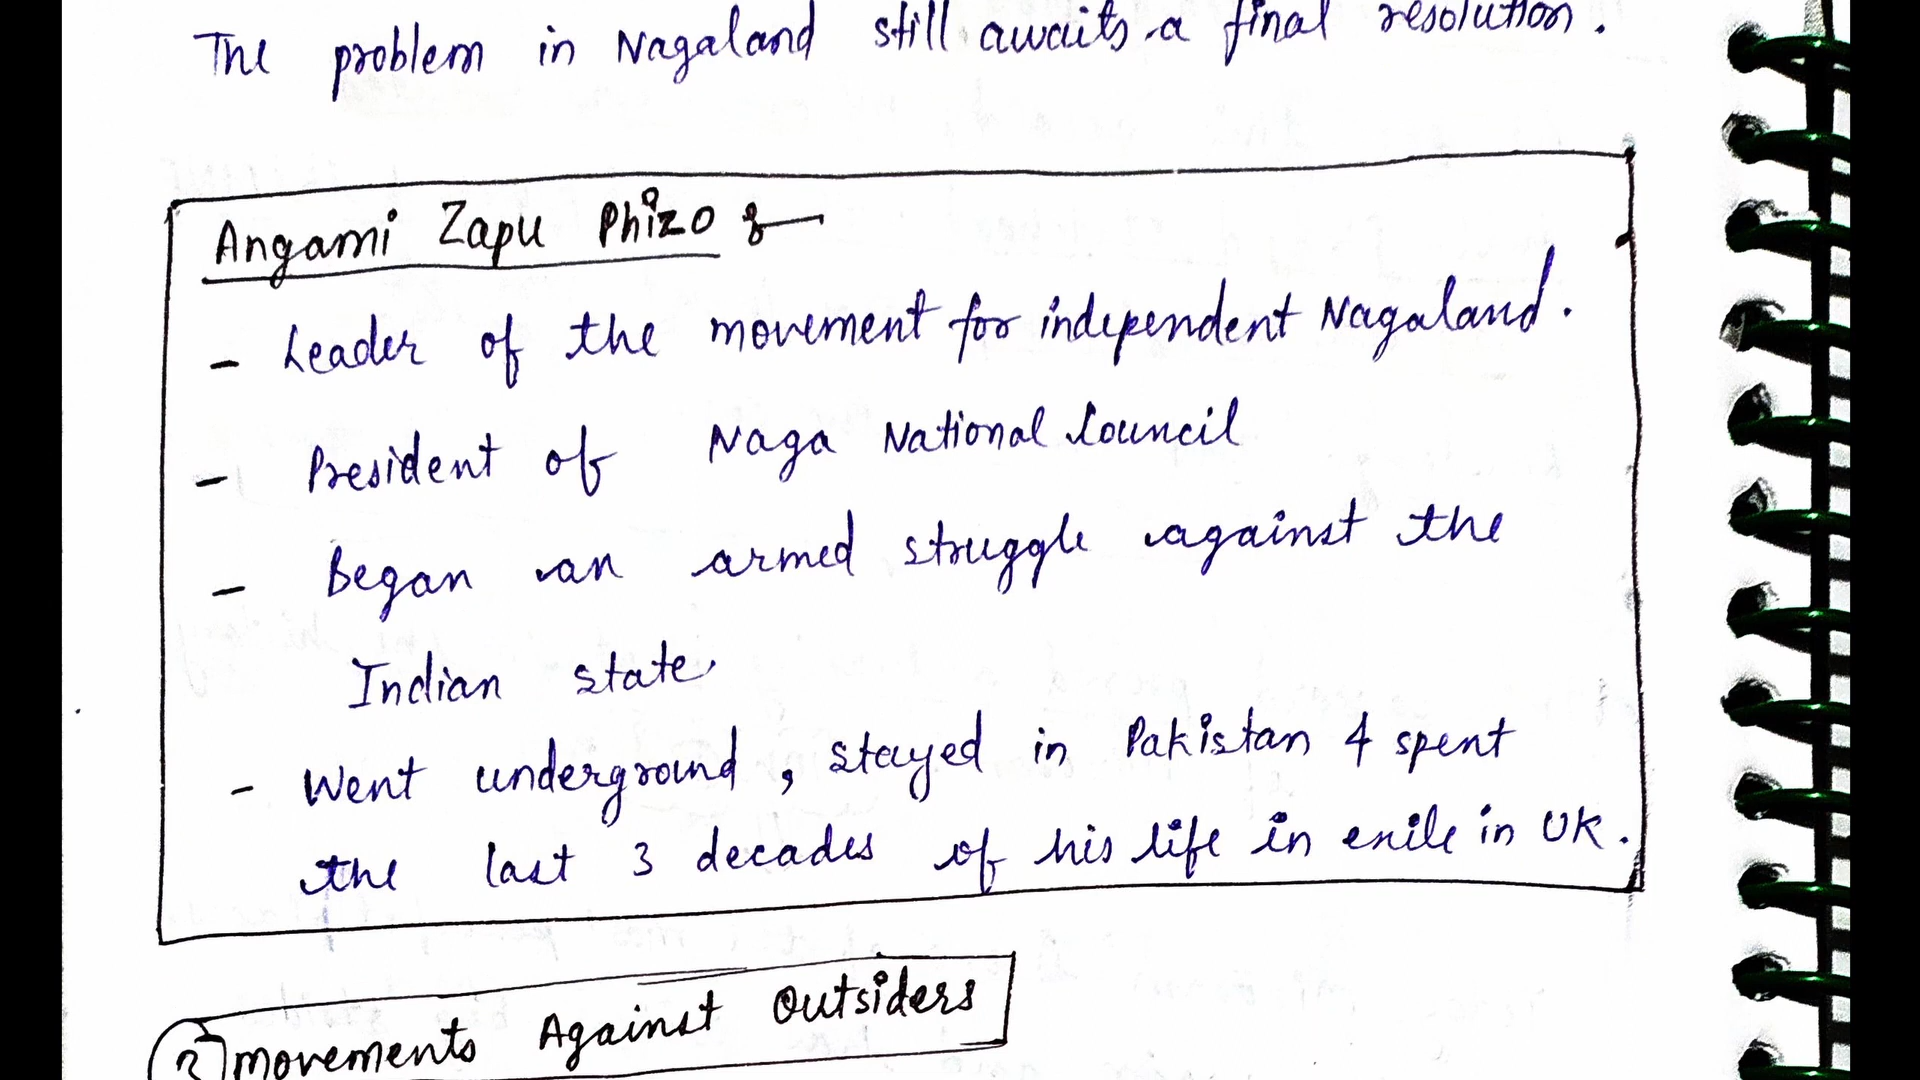 The problem in Nagaland still awaits a final resolution.
Angami Zapu Phizo :-
- Leader of the movement for independent Nagaland.
- President of Naga National Council
- Began an armed struggle against the
Indian state.
- Went underground, stayed in Pakistan & spent
the last 3 decades of his life in exile in UK.
3) Movements Against Outsiders